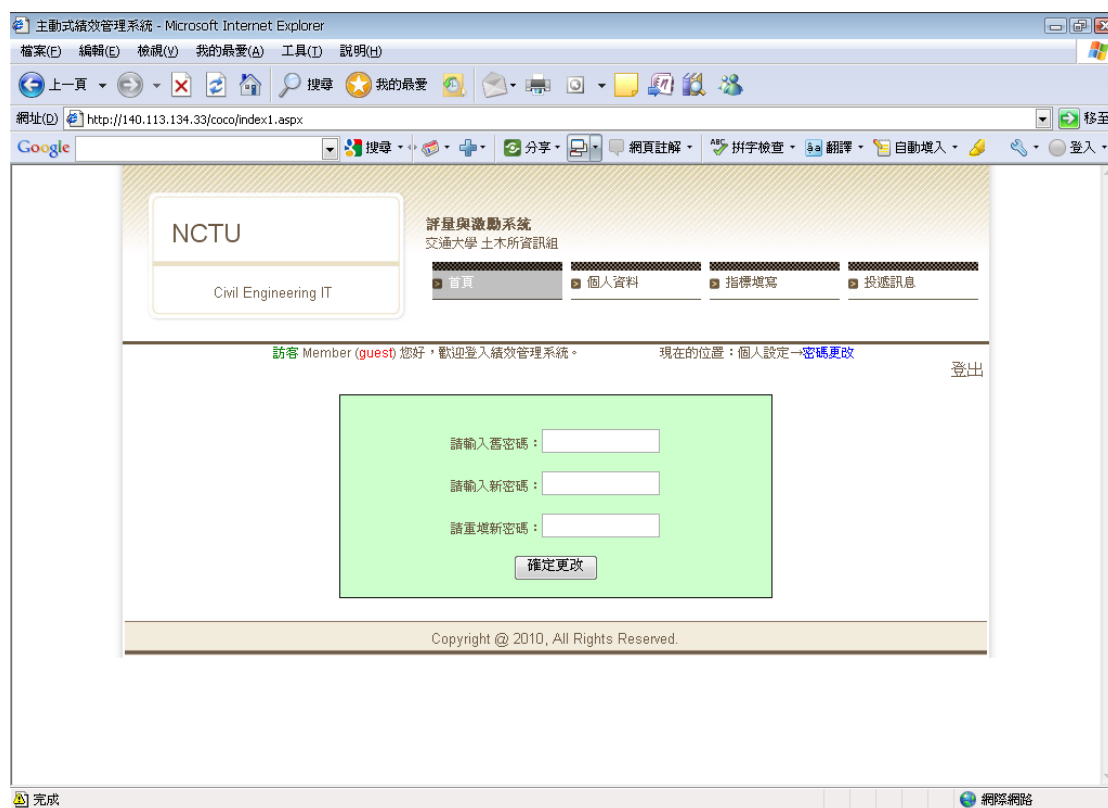 主動式績效管理系統 - Microsoft Internet Explorer
檔案(F) 編輯(E) 檢視(V) 我的最愛(A) 工具(T) 說明(H)
上一頁 搜尋 我的最愛
網址(D) http://140.113.134.33/coco/index1.aspx 移至
Google 搜尋 分享 網頁註解 拼字檢查 翻譯 自動填入 登入
NCTU
Civil Engineering IT
評量與激勵系統
交通大學 土木所資訊組
首頁 個人資料 指標填寫 投遞訊息
訪客 Member (guest) 您好,歡迎登入績效管理系統。 現在的位置:個人設定→密碼更改
登出
請輸入舊密碼:
請輸入新密碼:
請重填新密碼:
確定更改
Copyright @ 2010, All Rights Reserved.
完成 網際網路